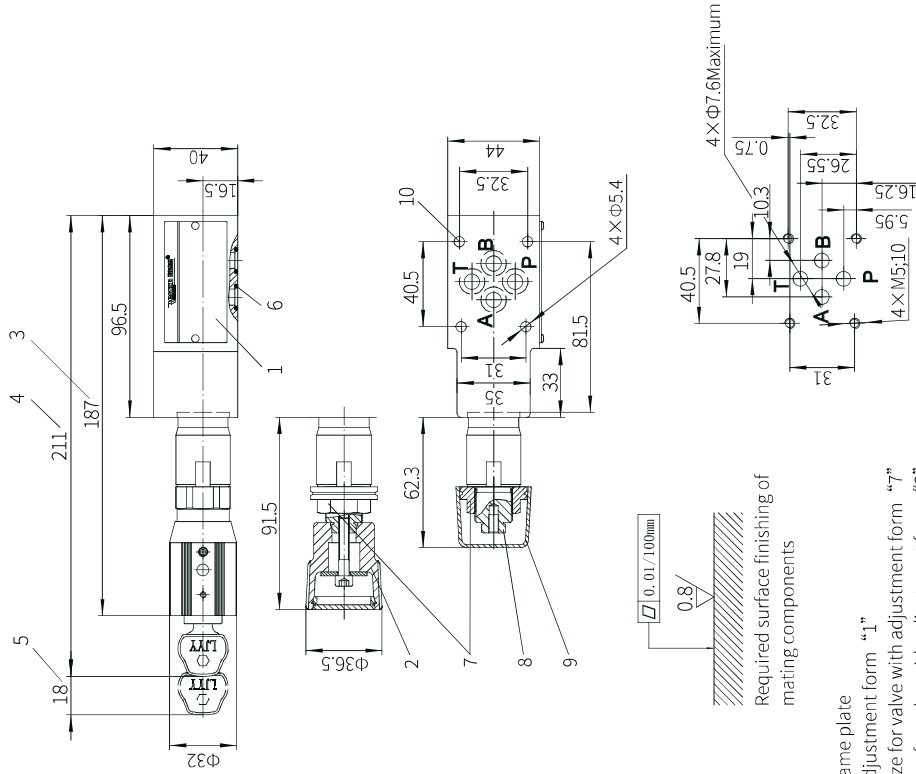 3
4
5
211
187
18
96.5
40
16.5
Φ32
LJYY
LJYY
1
6
91.5
Φ36.5
2
7
62.3
8
9
10
44
32.5
40.5
T
B
A
P
4×Φ5.4
31
35
33
81.5
4×Φ7.6Maximum
32.5
0.75
26.55
16.25
5.95
10.3
40.5
27.8
19
T
B
A
P
31
4×M5;10
0.01/100mm
0.8
Required surface finishing of
mating components
ame plate
djustment form “1”
ze for valve with adjustment form “7”